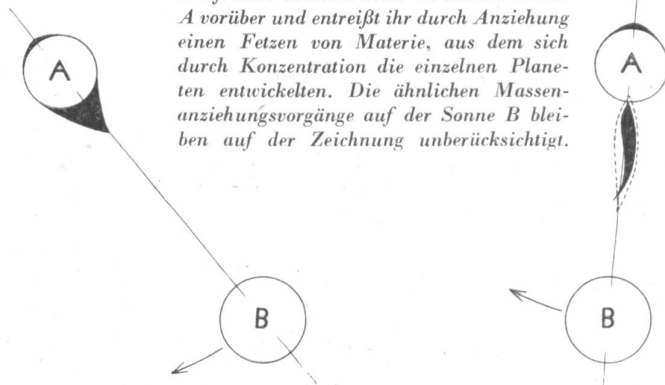 A vorüber und entreißt ihr durch Anziehung
einen Fetzen von Materie, aus dem sich
durch Konzentration die einzelnen Plane-
ten entwickelten. Die ähnlichen Massen-
anziehungsvorgänge auf der Sonne B blei-
ben auf der Zeichnung unberücksichtigt.
A
A
B
B